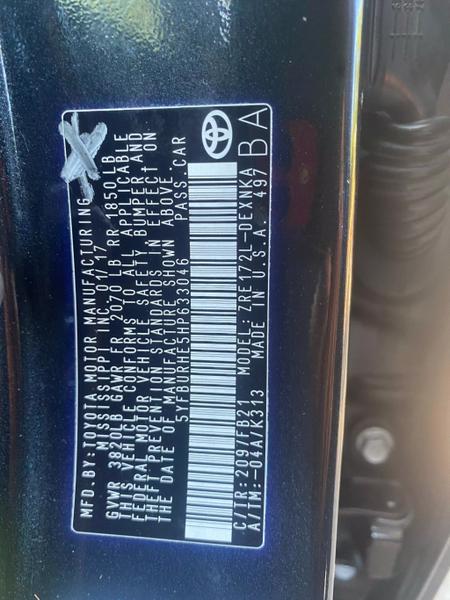 MFD.BY:TOYOTA MOTOR MANUFACTURING,
MISSISSIPPI INC. 01/17
GVWR 3820LB GAWR FR 2070 LB RR 1850LB
THIS VEHICLE CONFORMS TO ALL APPLICABLE
FEDERAL MOTOR VEHICLE SAFETY, BUMPER AND
THEFT PREVENTION STANDARDS IN EFFECT ON
THE DATE OF MANUFACTURE SHOWN ABOVE.
5YFBURHE5HP633046 PASS.CAR
C/TR:209/FB21 ZRE172L-DEXNKA
A/TM:-04A/K313 MADE IN U.S.A. 497
BA